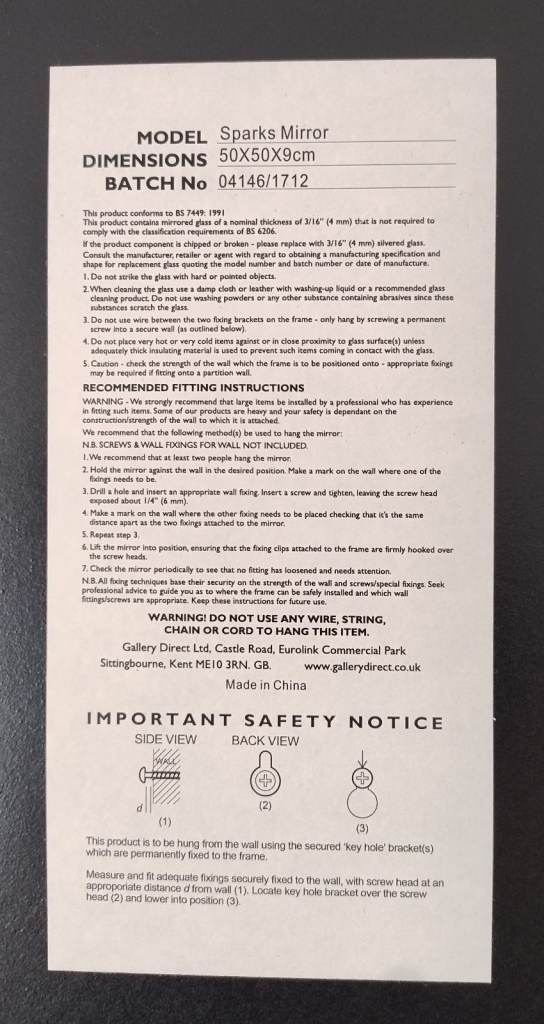 MODEL Sparks Mirror
DIMENSIONS 50X50X9cm
BATCH No 04146/1712
This product conforms to BS 7449: 1991
This product contains mirrored glass of a nominal thickness of 3/16" (4 mm) that is not required to
comply with the classification requirements of BS 6206.
If the product component is chipped or broken - please replace with 3/16" (4 mm) silvered glass.
Consult the manufacturer, retailer or agent with regard to obtaining a manufacturing specification and
shape for replacement glass quoting the model number and batch number or date of manufacture.
1. Do not strike the glass with hard or pointed objects.
2. When cleaning the glass use a damp cloth or leather with washing-up liquid or a recommended glass
cleaning product. Do not use washing powders or any other substance containing abrasives since these
substances scratch the glass.
3. Do not use wire between the two fixing brackets on the frame - only hang by screwing a permanent
screw into a secure wall (as outlined below).
4. Do not place very hot or very cold items against or in close proximity to glass surface(s) unless
adequately thick insulating material is used to prevent such items coming in contact with the glass.
5. Caution - check the strength of the wall which the frame is to be positioned onto - appropriate fixings
may be required if fitting onto a partition wall.
RECOMMENDED FITTING INSTRUCTIONS
WARNING - We strongly recommend that large items be installed by a professional who has experience
in fitting such items. Some of our products are heavy and your safety is dependant on the
construction/strength of the wall to which it is attached.
We recommend that the following method(s) be used to hang the mirror:
N.B. SCREWS & WALL FIXINGS FOR WALL NOT INCLUDED.
1. We recommend that at least two people hang the mirror.
2. Hold the mirror against the wall in the desired position. Make a mark on the wall where one of the
fixings needs to be.
3. Drill a hole and insert an appropriate wall fixing. Insert a screw and tighten, leaving the screw head
exposed about 1/4" (6 mm).
4. Make a mark on the wall where the other fixing needs to be placed checking that it's the same
distance apart as the two fixings attached to the mirror.
5. Repeat step 3.
6. Lift the mirror into position, ensuring that the fixing clips attached to the frame are firmly hooked over
the screw heads.
7. Check the mirror periodically to see that no fitting has loosened and needs attention.
N.B. All fixing techniques base their security on the strength of the wall and screws/special fixings. Seek
professional advice to guide you as to where the frame can be safely installed and which wall
fittings/screws are appropriate. Keep these instructions for future use.
WARNING! DO NOT USE ANY WIRE, STRING,
CHAIN OR CORD TO HANG THIS ITEM.
Gallery Direct Ltd, Castle Road, Eurolink Commercial Park
Sittingbourne, Kent ME10 3RN. GB. www.gallerydirect.co.uk
Made in China
IMPORTANT SAFETY NOTICE
SIDE VIEW BACK VIEW
WALL
d
(1) (2) (3)
This product is to be hung from the wall using the secured 'key hole' bracket(s)
which are permanently fixed to the frame.
Measure and fit adequate fixings securely fixed to the wall, with screw head at an
approporiate distance d from wall (1). Locate key hole bracket over the screw
head (2) and lower into position (3).